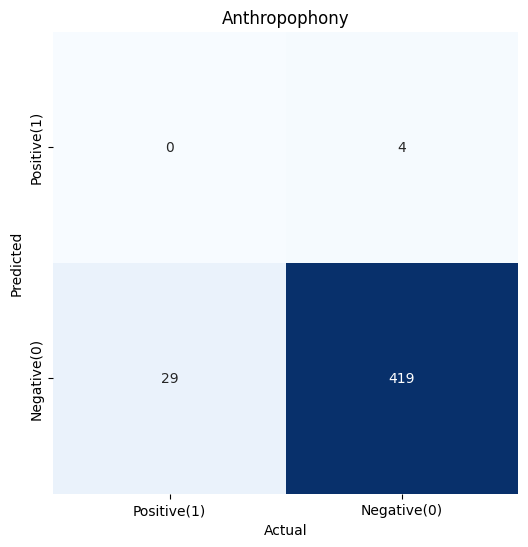 Anthropophony
Positive(1)
0
4
Predicted
Negative(0)
29
419
Positive(1)
Negative(0)
Actual